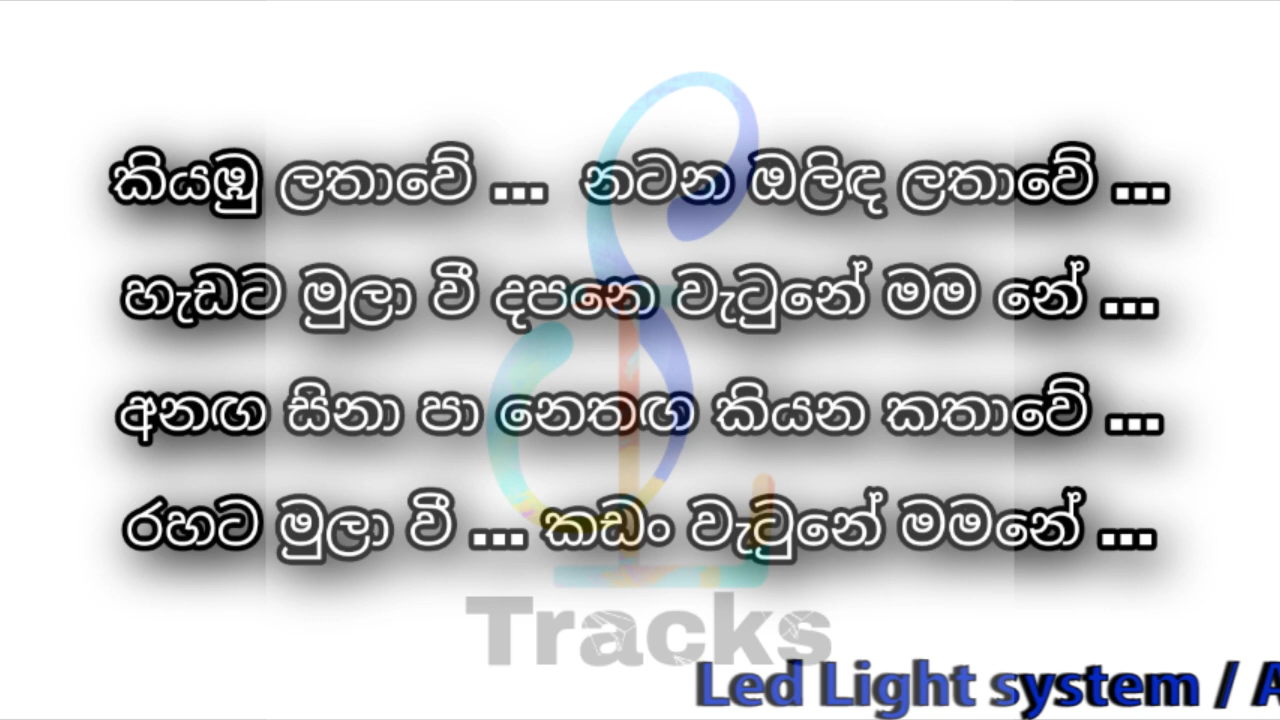 කියඹු ලතාවේ ... නටන ඔලිඳ ලතාවේ ...
හැඩට මුලා වී දපනෙ වැටුනේ මම නේ ...
අනඟ සිනා පා නෙතඟ කියන කතාවේ ...
රහට මුලා වී ... කඩං වැටුනේ මමනේ ...
Tracks
Led Light system / A